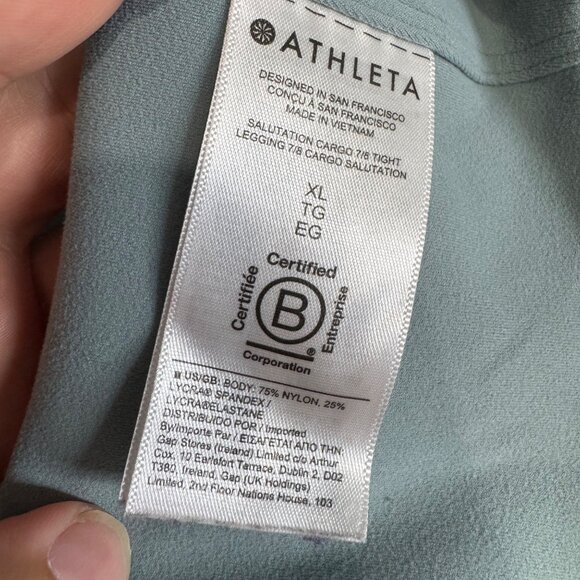 ATHLETA
DESIGNED IN SAN FRANCISCO
CONÇU À SAN FRANCISCO
MADE IN VIETNAM
SALUTATION CARGO 7/8 TIGHT
LEGGING 7/8 CARGO SALUTATION
XL
TG
EG
Certified
Certifiée
B
Entreprise
®
Corporation
US/GB: BODY: 75% NYLON, 25%
LYCRA® SPANDEX /
LYCRA®ELASTANE
DISTRIBUÍDO POR / Imported
By/Importe Par / ΕΙΣΑΓΕΤΑΙ ΑΠΟ ΤΗΝ:
Gap Stores (Ireland) Limited c/o Arthur
Cox, 10 Earlsfort Terrace, Dublin 2, D02
T380, Ireland, Gap (UK Holdings)
Limited, 2nd Floor Nations House, 103